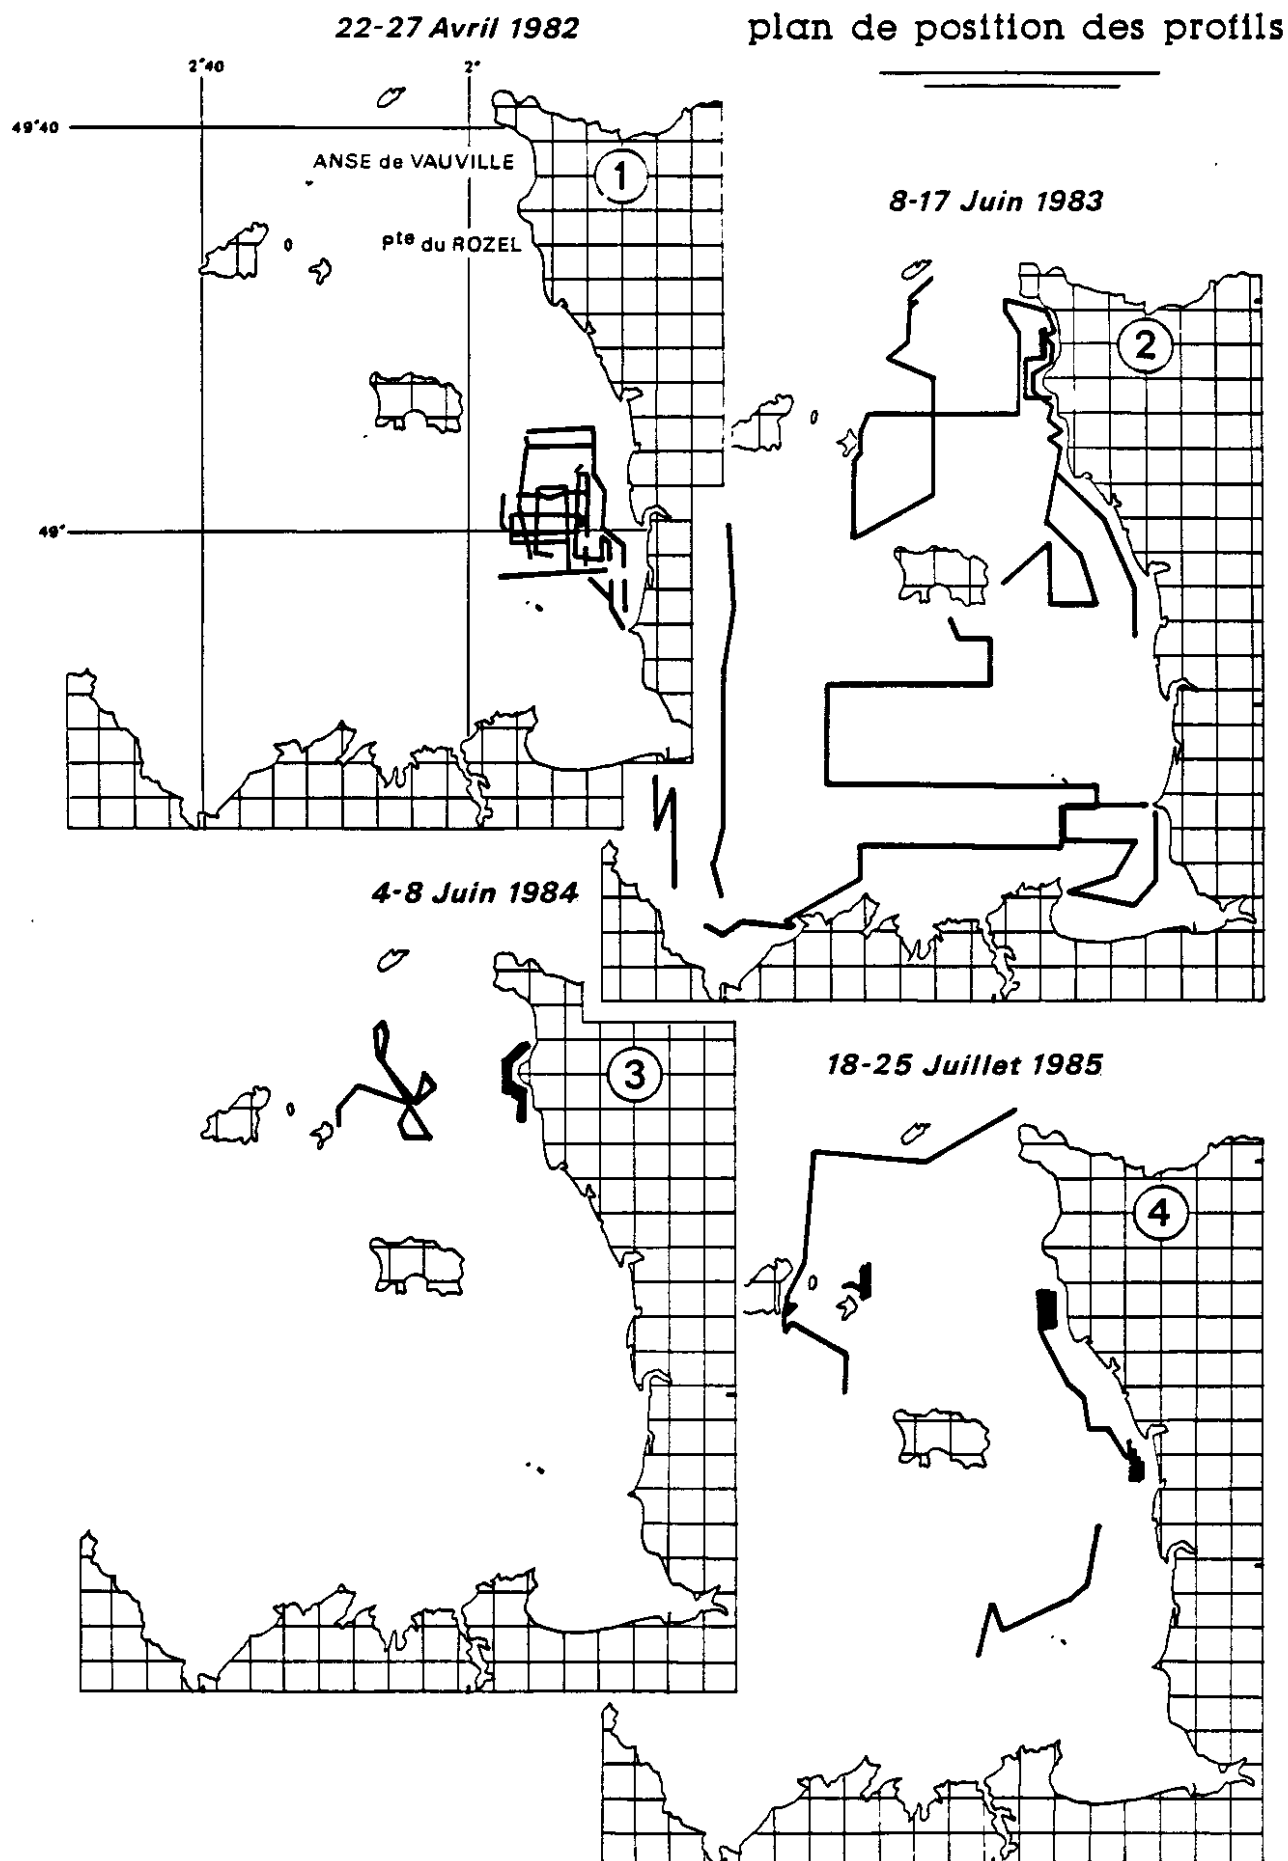 22-27 Avril 1982
plan de position des profils
2°40
2°
49°40
ANSE de VAUVILLE
1
8-17 Juin 1983
pte du ROZEL
2
49°
4-8 Juin 1984
3
18-25 Juillet 1985
4